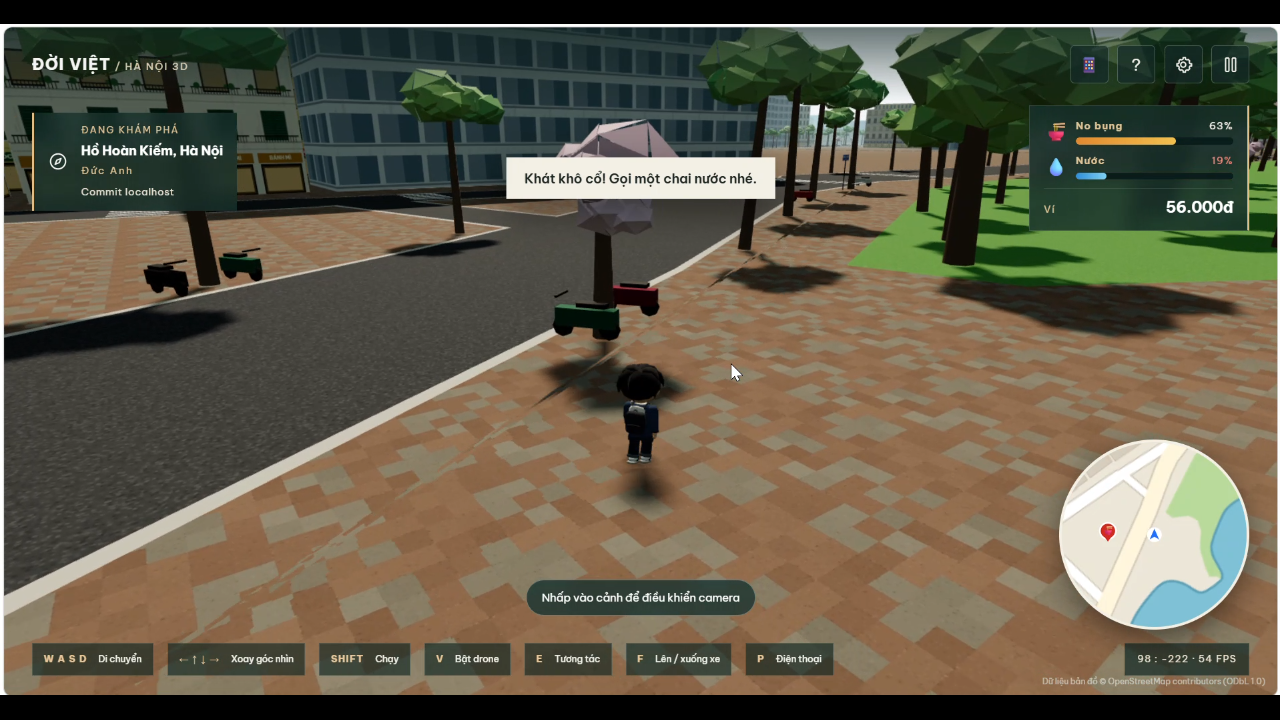 ĐỜI VIỆT / HÀ NỘI 3D
?
ĐANG KHÁM PHÁ
Hồ Hoàn Kiếm, Hà Nội
Đức Anh
Commit localhost
No bụng 63%
Nước 19%
Ví 56.000đ
Khát khô cổ! Gọi một chai nước nhé.
Nhấp vào cảnh để điều khiển camera
W A S D Di chuyển
←↑↓→ Xoay góc nhìn
SHIFT Chạy
V Bật drone
E Tương tác
F Lên / xuống xe
P Điện thoại
98 : -222 · 54 FPS
Dữ liệu bản đồ © OpenStreetMap contributors (ODbL 1.0)